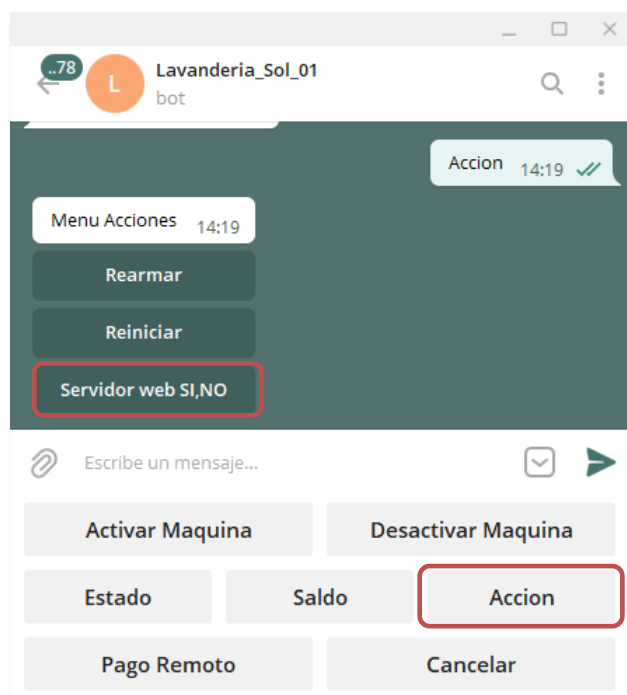 ..78
L
Lavanderia_Sol_01
bot
Accion 14:19
Menu Acciones 14:19
Rearmar
Reiniciar
Servidor web SI,NO
Escribe un mensaje...
Activar Maquina
Desactivar Maquina
Estado
Saldo
Accion
Pago Remoto
Cancelar